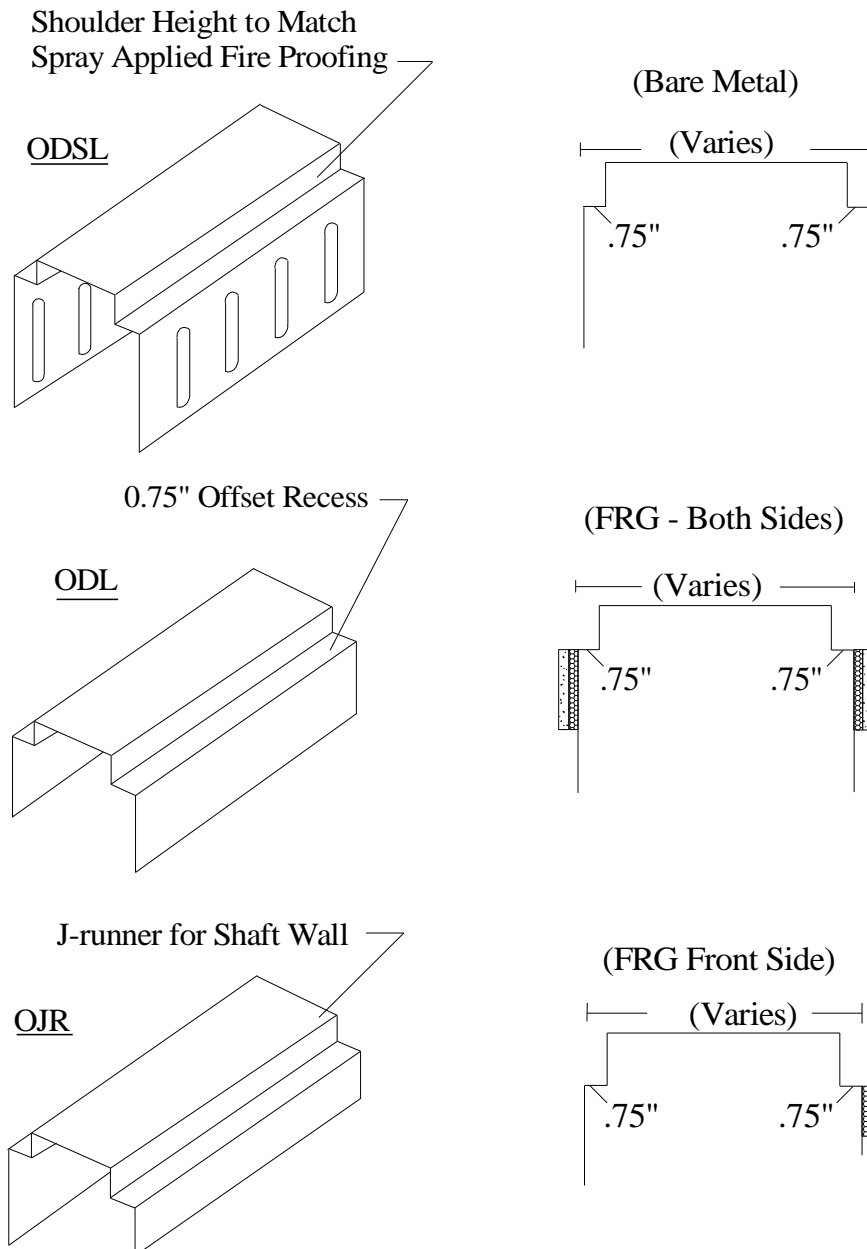 Shoulder Height to Match
Spray Applied Fire Proofing
ODSL
(Bare Metal)
(Varies)
.75"
.75"
0.75" Offset Recess
ODL
(FRG - Both Sides)
(Varies)
.75"
.75"
J-runner for Shaft Wall
OJR
(FRG Front Side)
(Varies)
.75"
.75"